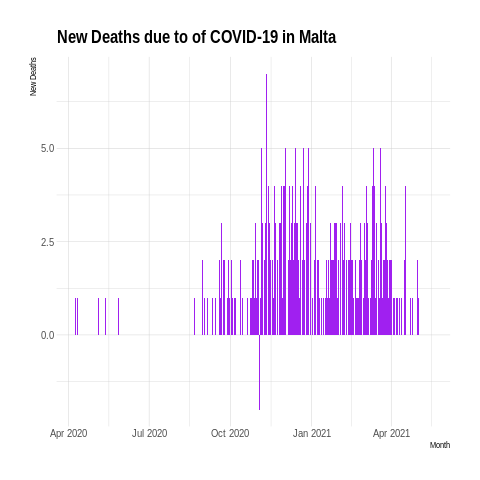 New Deaths due to of COVID-19 in Malta
New Deaths
5.0
2.5
0.0
Apr 2020 Jul 2020 Oct 2020 Jan 2021 Apr 2021
Month